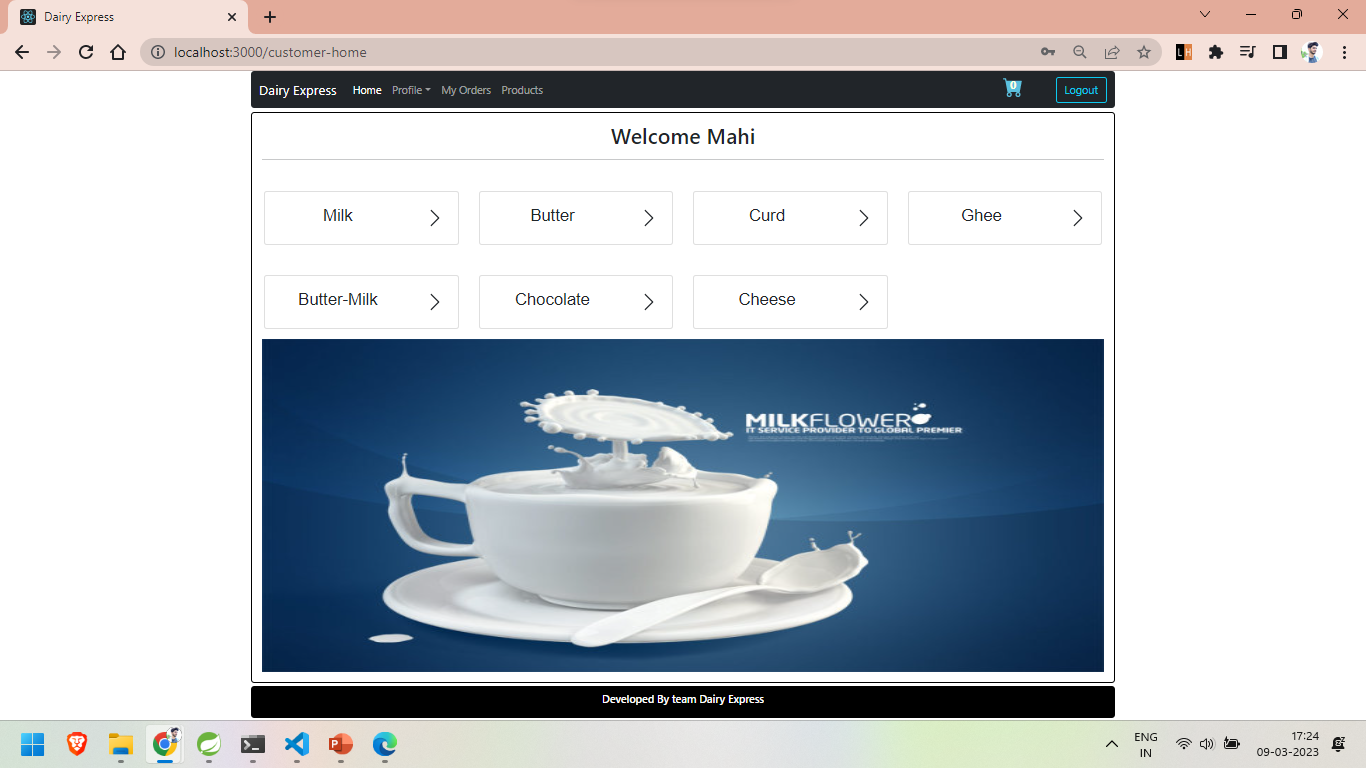 Dairy Express
localhost:3000/customer-home
L H
Dairy Express Home Profile My Orders Products 0 Logout
Welcome Mahi
Milk Butter Curd Ghee
Butter-Milk Chocolate Cheese
MILKFLOWER
IT SERVICE PROVIDER TO GLOBAL PREMIER
Developed By team Dairy Express
ENG 17:24
IN 09-03-2023